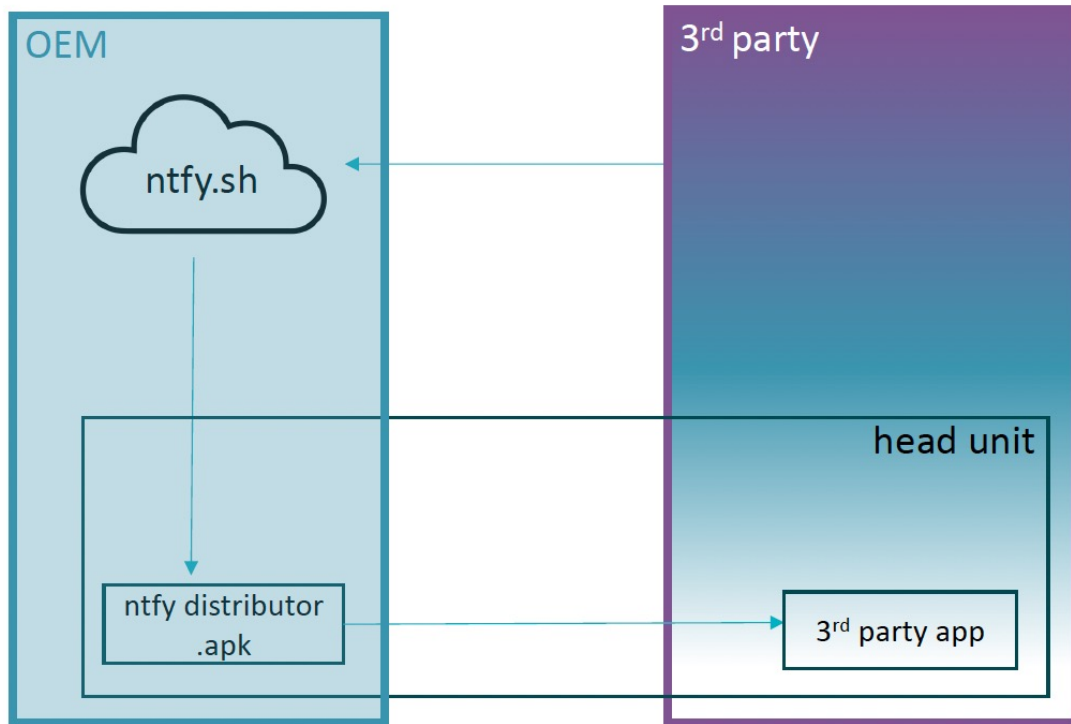 OEM
3rd party
ntfy.sh
head unit
ntfy distributor
.apk
3rd party app